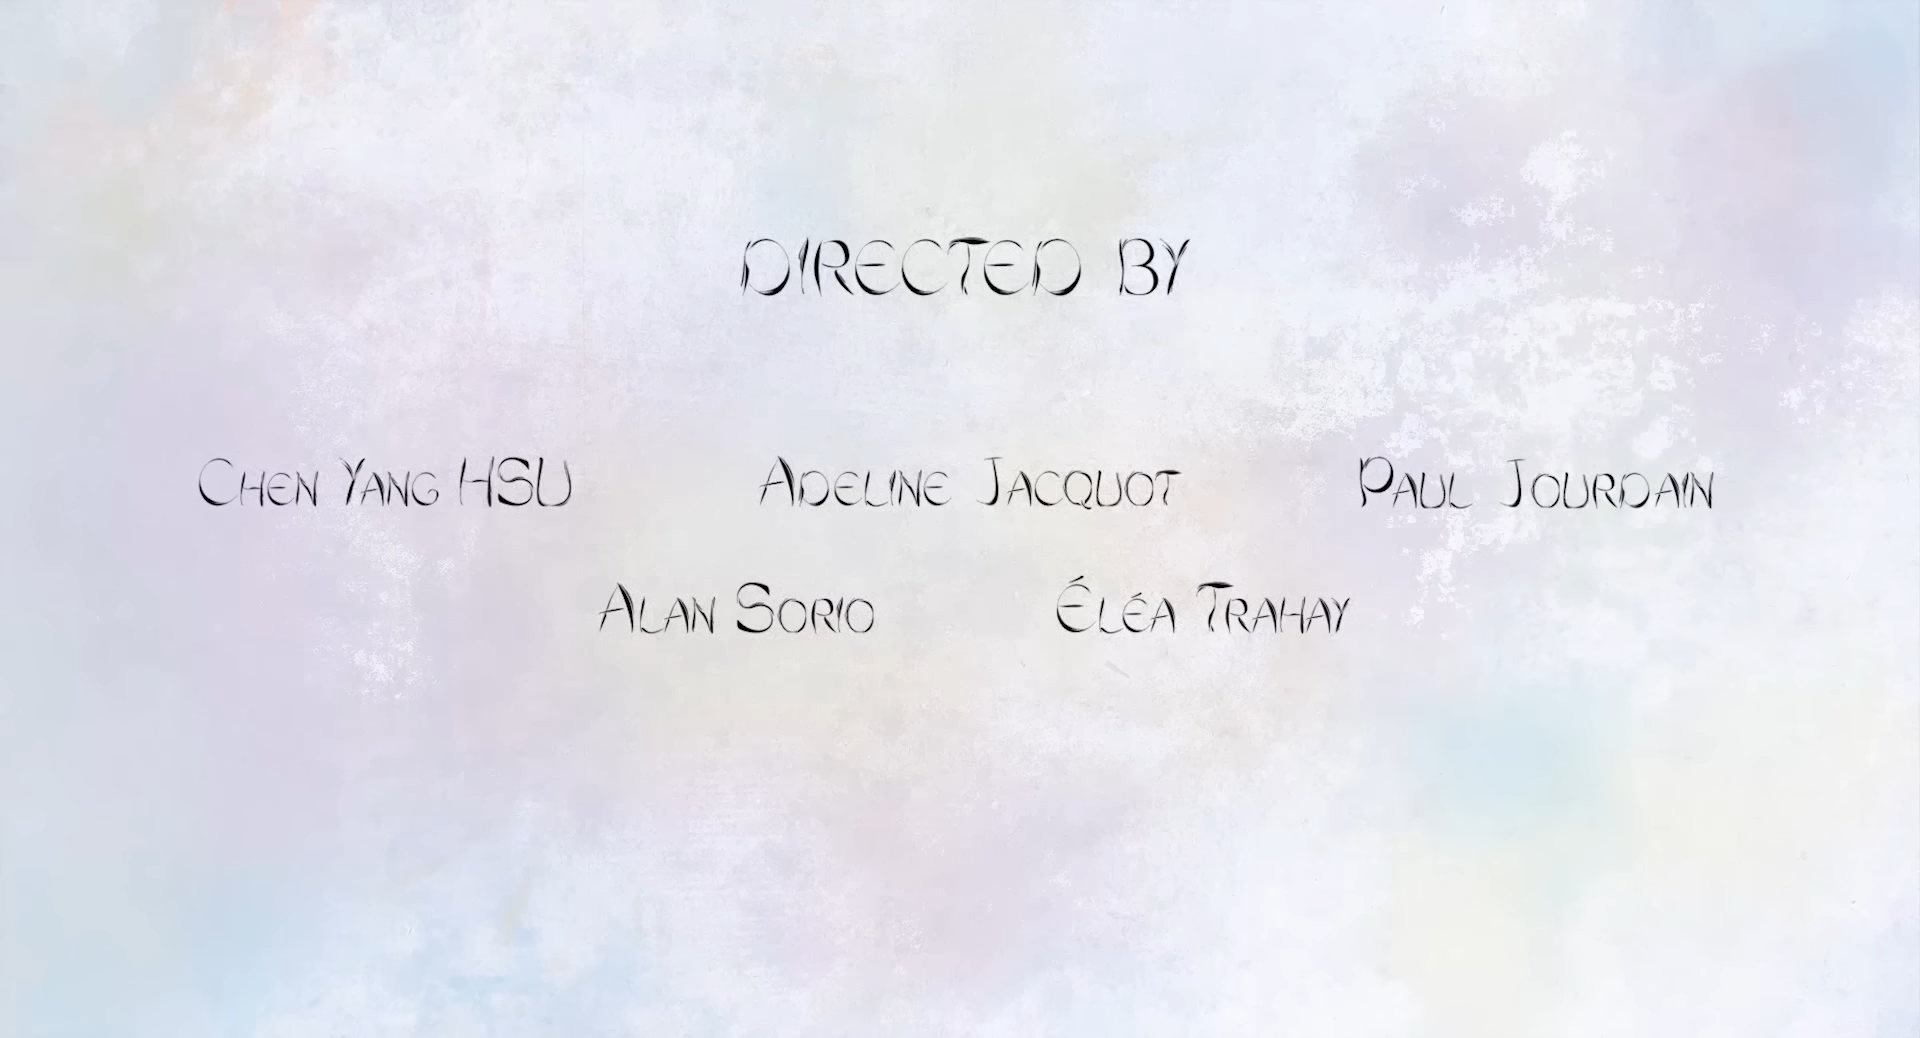 DIRECTED BY
CHEN YANG HSU ADELINE JACQUOT PAUL JOURDAIN
ALAN SORIO ÉLÉA TRAHAY